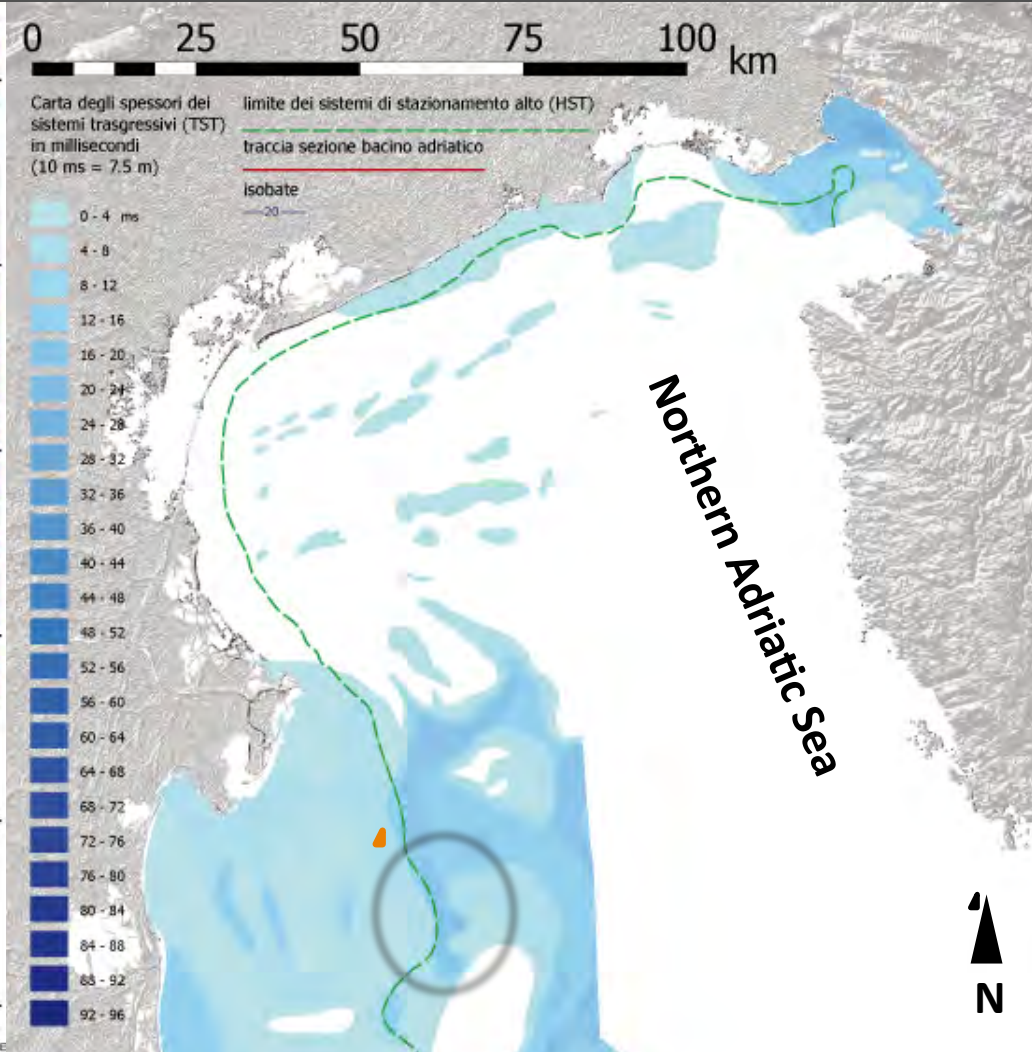 0 25 50 75 100 km
Carta degli spessori dei
sistemi trasgressivi (TST)
in millisecondi
(10 ms = 7.5 m)
limite dei sistemi di stazionamento alto (HST)
traccia sezione bacino adriatico
isobate
20
0 - 4 ms
4 - 8
8 - 12
12 - 16
16 - 20
20 - 24
24 - 28
28 - 32
32 - 36
36 - 40
40 - 44
44 - 48
48 - 52
52 - 56
56 - 60
60 - 64
64 - 68
68 - 72
72 - 76
76 - 80
80 - 84
84 - 88
88 - 92
92 - 96
Northern Adriatic Sea
N